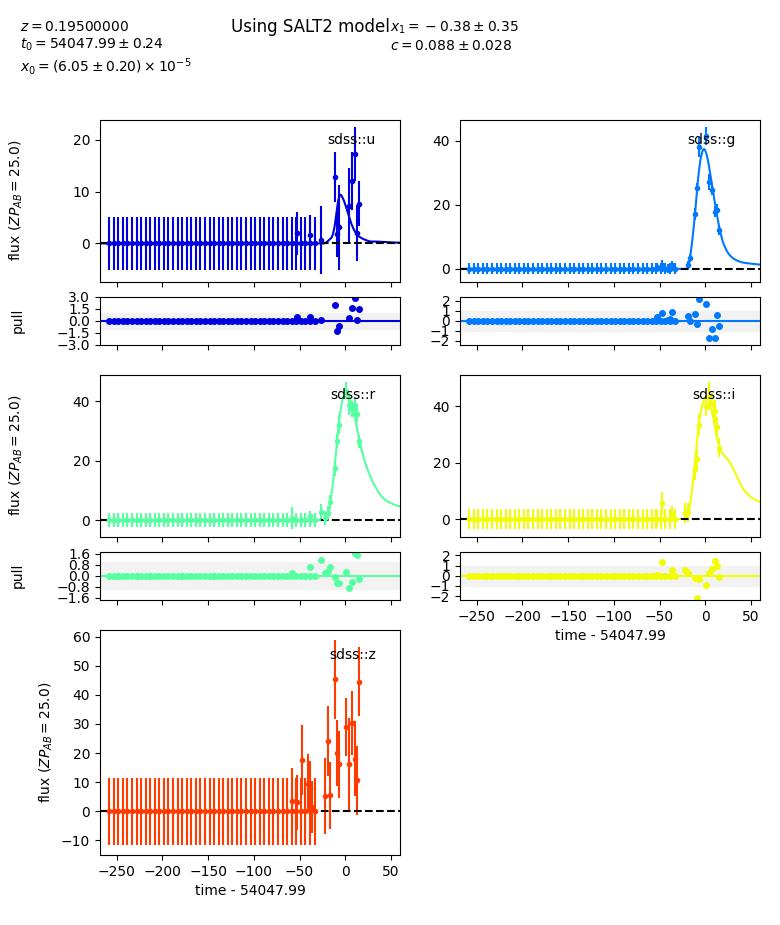 z = 0.19500000
t₀ = 54047.99 ± 0.24
x₀ = (6.05 ± 0.20) × 10⁻⁵
Using SALT2 model
x₁ = −0.38 ± 0.35
c = 0.088 ± 0.028
sdss::u
flux (ZP_AB = 25.0)
20
10
0
sdss::g
40
20
0
pull
3.0
1.5
0.0
−1.5
−3.0
2
1
0
−1
−2
sdss::r
flux (ZP_AB = 25.0)
40
20
0
sdss::i
40
20
0
pull
1.6
0.8
0.0
−0.8
−1.6
2
1
0
−1
−2
−250 −200 −150 −100 −50 0 50
time - 54047.99
sdss::z
flux (ZP_AB = 25.0)
60
50
40
30
20
10
0
−10
−250 −200 −150 −100 −50 0 50
time - 54047.99